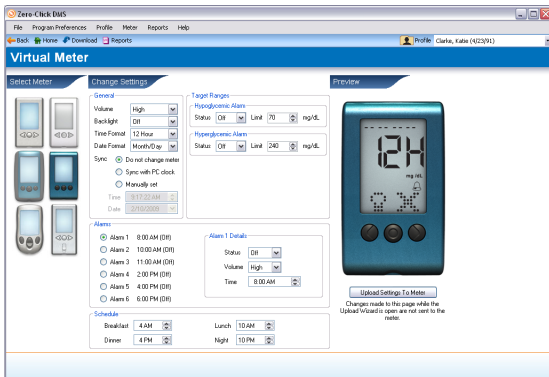 Zero-Click DMS
File Program Preferences Profile Meter Reports Help
Back Home Download Reports Profile Clarke, Katie (4/23/91)
Virtual Meter
Select Meter Change Settings Preview
General
Volume High
Backlight Off
Time Format 12 Hour
Date Format Month/Day
Sync Do not change meter
Sync with PC clock
Manually set
Time 9:17:22 AM
Date 2/10/2009
Target Ranges
Hypoglycemic Alarm
Status Off Limit 70 mg/dL
Hyperglycemic Alarm
Status Off Limit 240 mg/dL
12H
mg/dL
Alarms
Alarm 1 8:00 AM (Off)
Alarm 2 10:00 AM (Off)
Alarm 3 11:00 AM (Off)
Alarm 4 2:00 PM (Off)
Alarm 5 4:00 PM (Off)
Alarm 6 6:00 PM (Off)
Alarm 1 Details
Status Off
Volume High
Time 8:00 AM
Upload Settings To Meter
Changes made to this page while the
Upload Wizard is open are not sent to the
meter.
Schedule
Breakfast 4 AM Lunch 10 AM
Dinner 4 PM Night 10 PM